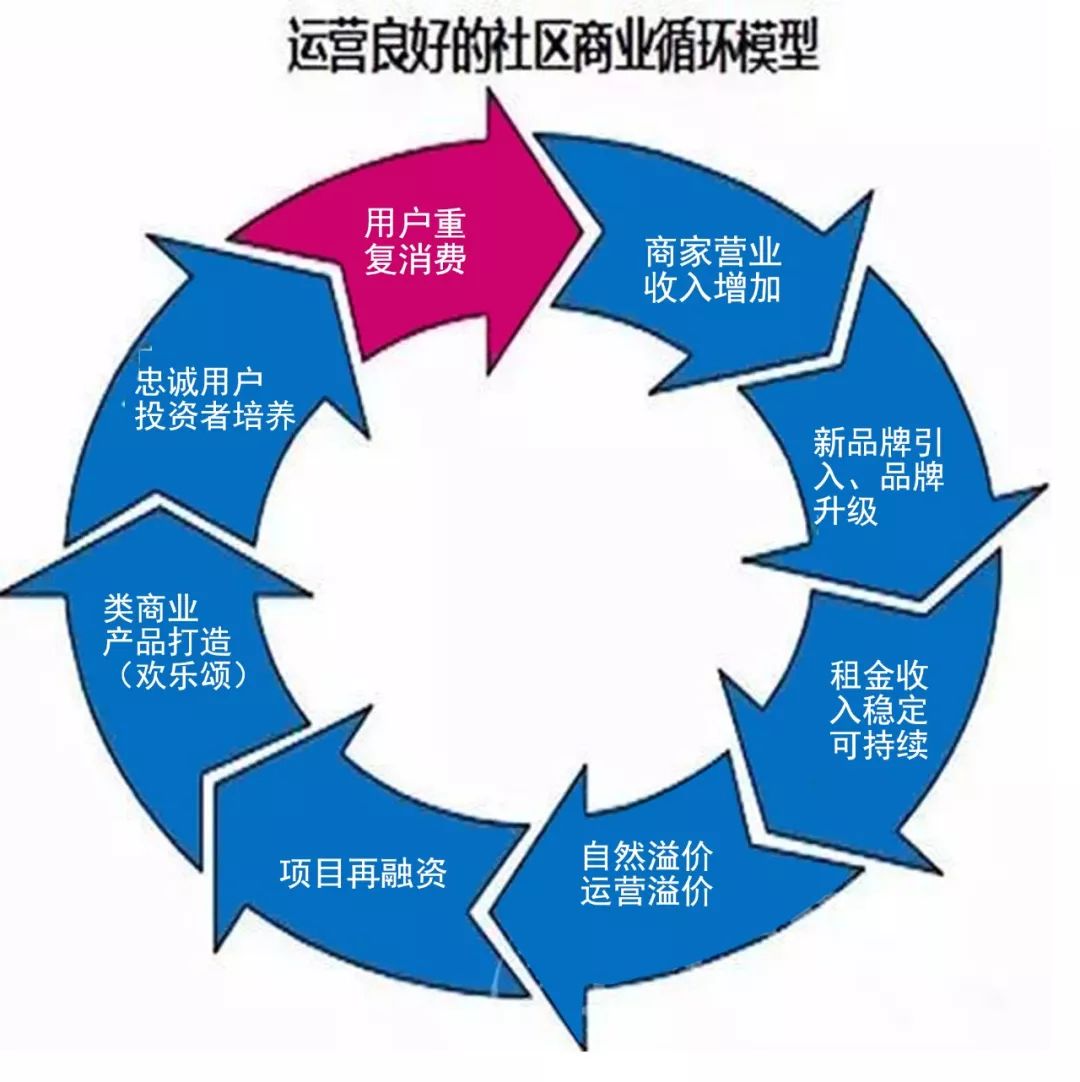 运营良好的社区商业循环模型
用户重
复消费
商家营业
收入增加
新品牌引
入、品牌
升级
租金收
入稳定
可持续
自然溢价
运营溢价
项目再融资
类商业
产品打造
（欢乐颂）
忠诚用户
投资者培养